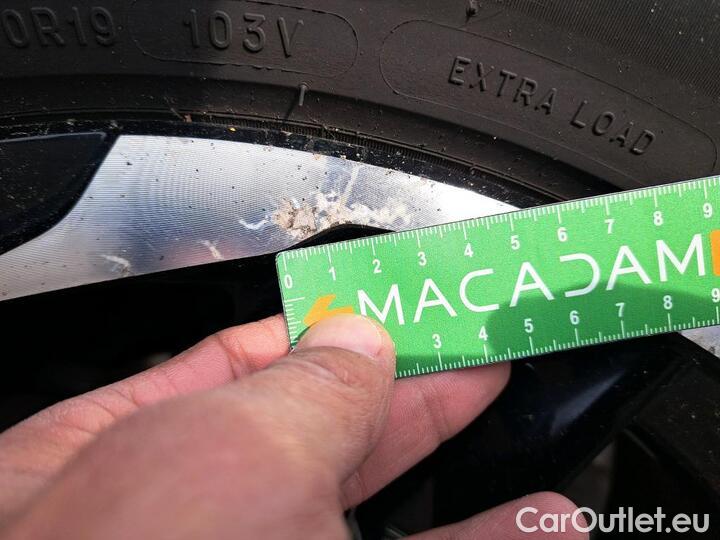 0R19 103V
EXTRA LOAD
0 1 2 3 4 5 6 7 8 9
MACADAM
3 4 5 6 7 8 9
CarOutlet.eu